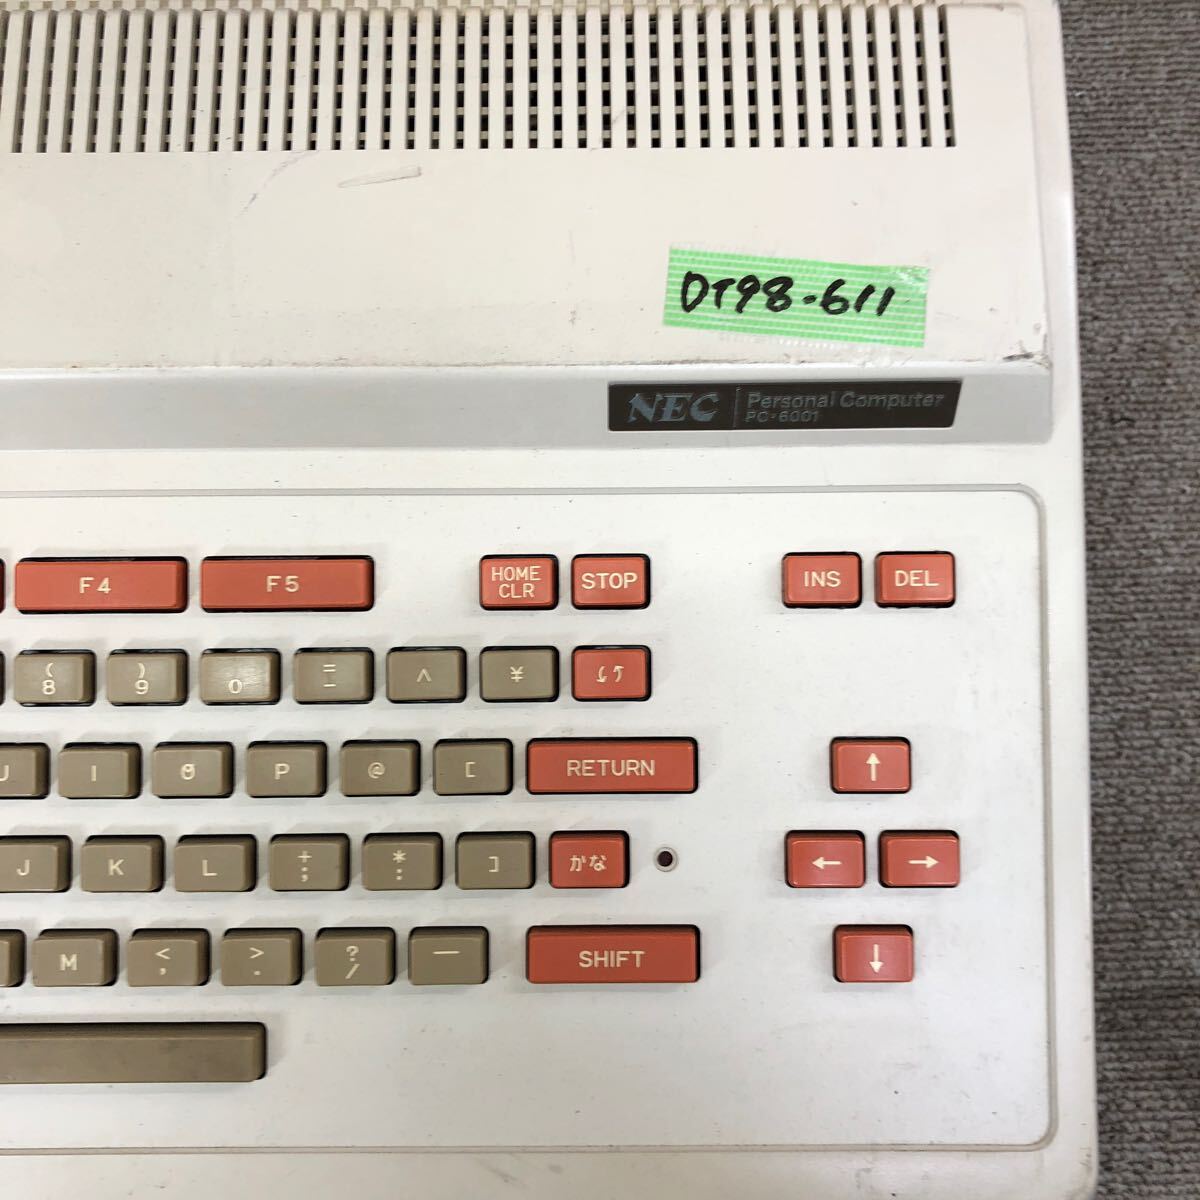 DT98-611
NEC Personal Computer
PC-6001
F4 F5 HOME CLR STOP INS DEL
( 8 ) 9 0 = - ^ ¥
I O P @ [ RETURN ↑
J K L + ; * : ] かな ← →
M < , > . ? / — SHIFT ↓